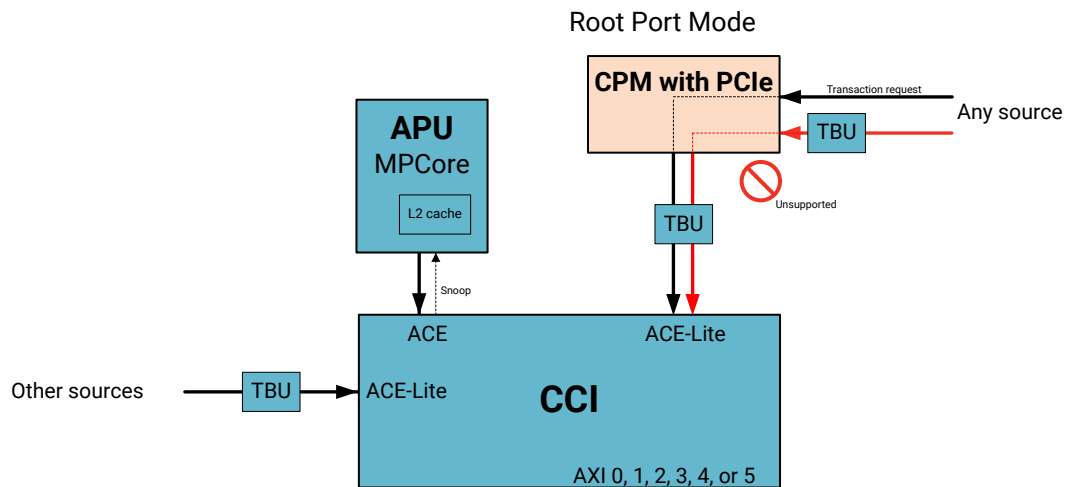 Root Port Mode
CPM with PCIe
Transaction request
Any source
TBU
APU
MPCore
L2 cache
Unsupported
TBU
Snoop
ACE
ACE-Lite
Other sources
TBU
ACE-Lite
CCI
AXI 0, 1, 2, 3, 4, or 5